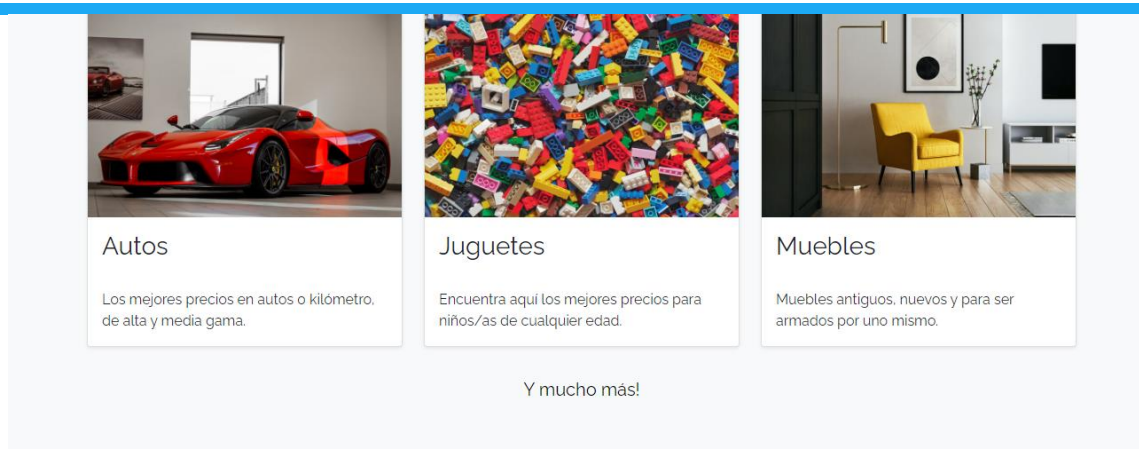 Autos
Los mejores precios en autos o kilómetro,
de alta y media gama.
Juguetes
Encuentra aquí los mejores precios para
niños/as de cualquier edad.
Muebles
Muebles antiguos, nuevos y para ser
armados por uno mismo.
Y mucho más!